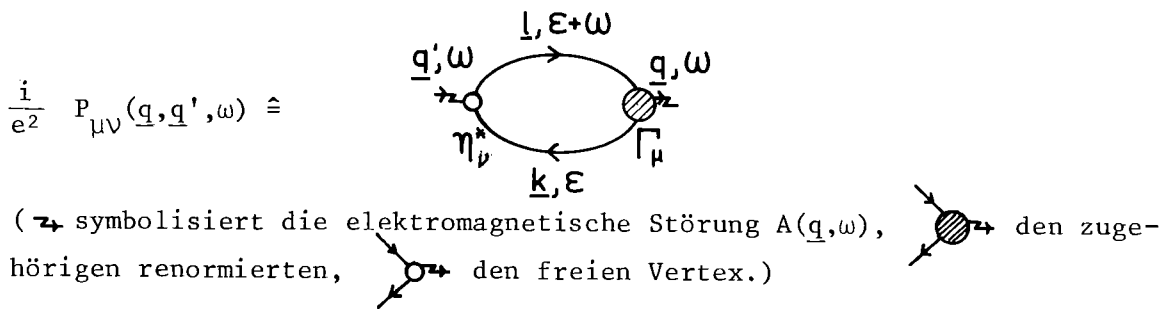 l, ε+ω
q', ω
q, ω
i/e² P_μν(q,q',ω) ≙
η*_ν
Γ_μ
k, ε
( symbolisiert die elektromagnetische Störung A(q,ω), den zuge-
hörigen renormierten, den freien Vertex.)